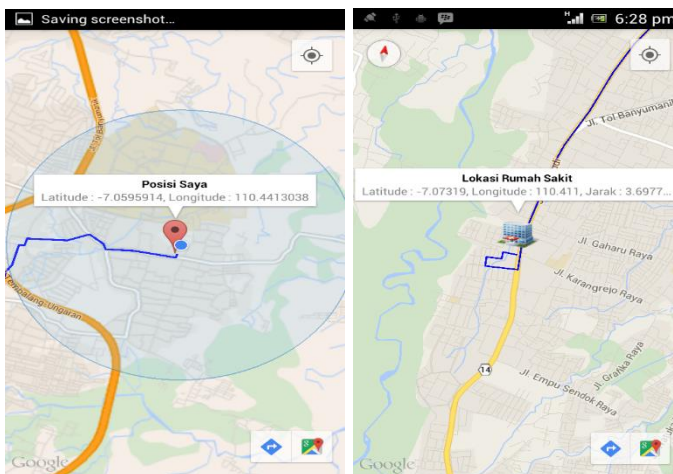 Saving screenshot...
Posisi Saya
Latitude : -7.0595914, Longitude : 110.4413038
Tembalang-Ungaran
Google
H
6:28 pm
Jl. Tol Banyumanik
Lokasi Rumah Sakit
Latitude : -7.07319, Longitude : 110.411, Jarak : 3.6977...
Jl. Gaharu Raya
Jl. Karangrejo Raya
14
Jl. Grafika Raya
Jl. Empu Sendok Raya
Google